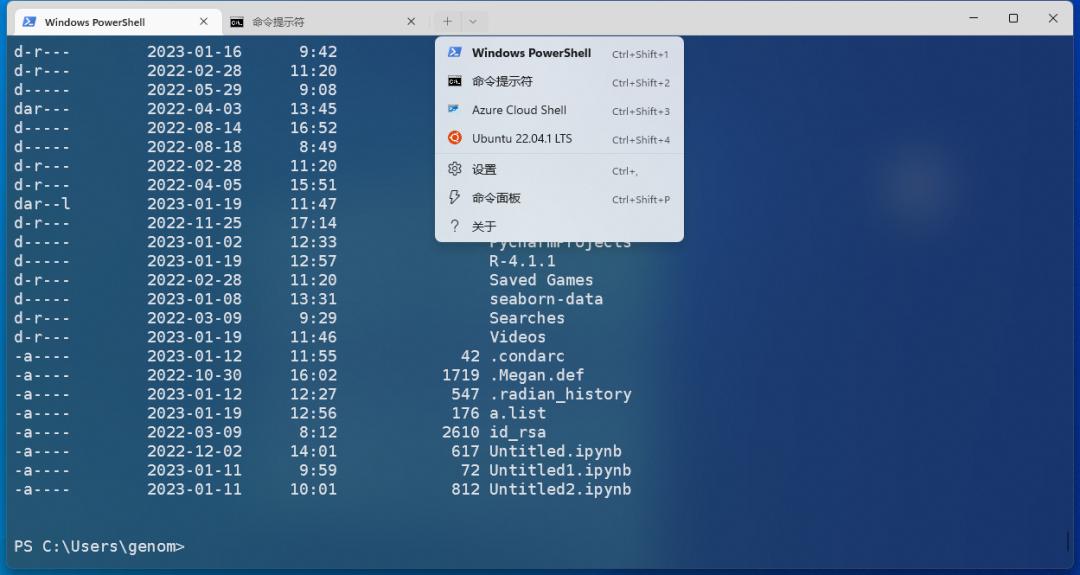 Windows PowerShell
命令提示符
d-r--- 2023-01-16 9:42
d-r--- 2022-02-28 11:20
d----- 2022-05-29 9:08
dar--- 2022-04-03 13:45
d----- 2022-08-14 16:52
d----- 2022-08-18 8:49
d-r--- 2022-02-28 11:20
d-r--- 2022-04-05 15:51
dar--l 2023-01-19 11:47
d-r--- 2022-11-25 17:14
d----- 2023-01-02 12:33 PycharmProjects
d----- 2023-01-19 12:57 R-4.1.1
d-r--- 2022-02-28 11:20 Saved Games
d----- 2023-01-08 13:31 seaborn-data
d-r--- 2022-03-09 9:29 Searches
d-r--- 2023-01-19 11:46 Videos
-a---- 2023-01-12 11:55 42 .condarc
-a---- 2022-10-30 16:02 1719 .Megan.def
-a---- 2023-01-12 12:27 547 .radian_history
-a---- 2023-01-19 12:56 176 a.list
-a---- 2022-03-09 8:12 2610 id_rsa
-a---- 2022-12-02 14:01 617 Untitled.ipynb
-a---- 2023-01-11 9:59 72 Untitled1.ipynb
-a---- 2023-01-11 10:01 812 Untitled2.ipynb
PS C:\Users\genom>
Windows PowerShell Ctrl+Shift+1
命令提示符 Ctrl+Shift+2
Azure Cloud Shell Ctrl+Shift+3
Ubuntu 22.04.1 LTS Ctrl+Shift+4
设置 Ctrl+,
命令面板 Ctrl+Shift+P
关于